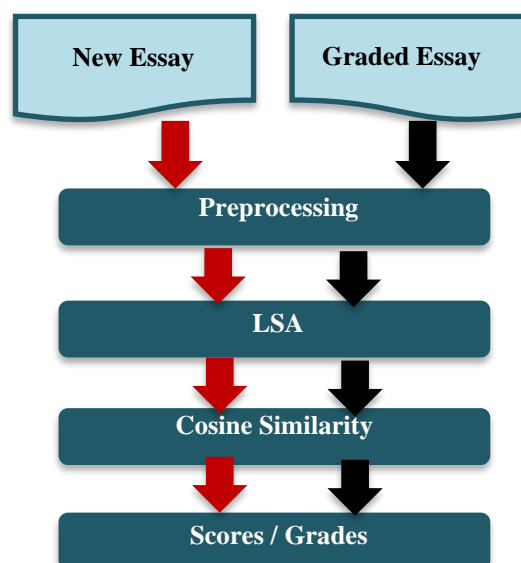 New Essay
Graded Essay
Preprocessing
LSA
Cosine Similarity
Scores / Grades